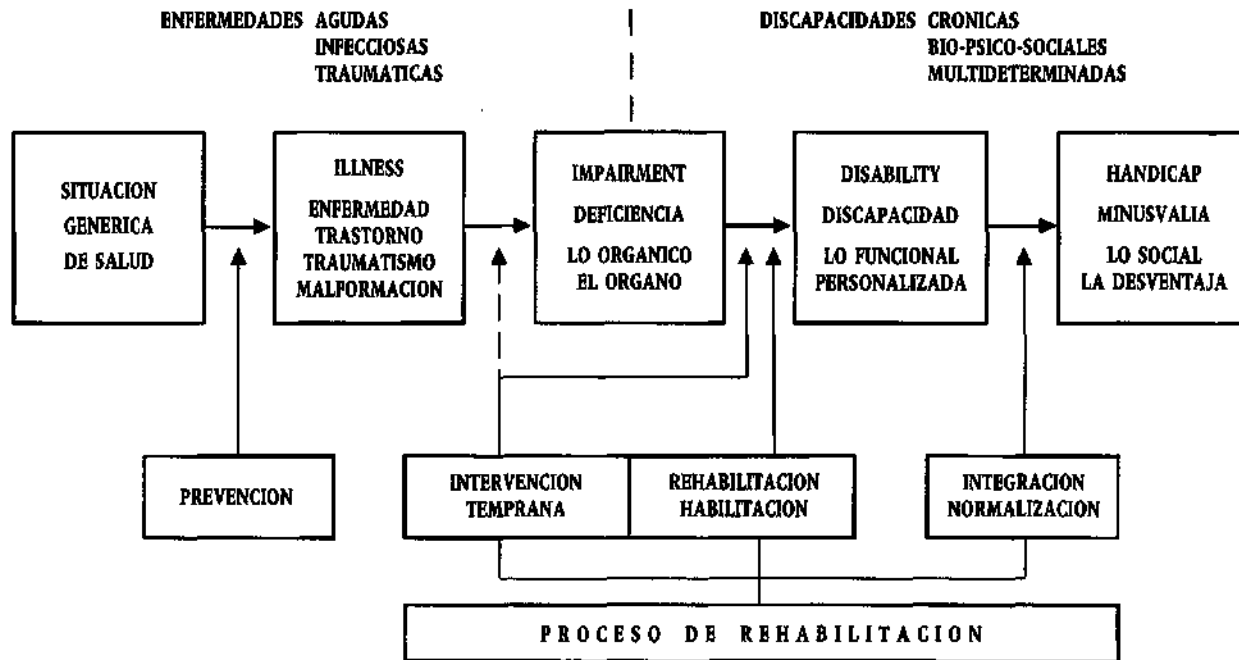 ENFERMEDADES AGUDAS
INFECCIOSAS
TRAUMATICAS
DISCAPACIDADES CRONICAS
BIO-PSICO-SOCIALES
MULTIDETERMINADAS
SITUACION
GENERICA
DE SALUD
ILLNESS
ENFERMEDAD
TRASTORNO
TRAUMATISMO
MALFORMACION
IMPAIRMENT
DEFICIENCIA
LO ORGANICO
EL ORGANO
DISABILITY
DISCAPACIDAD
LO FUNCIONAL
PERSONALIZADA
HANDICAP
MINUSVALIA
LO SOCIAL
LA DESVENTAJA
PREVENCION
INTERVENCION
TEMPRANA
REHABILITACION
HABILITACION
INTEGRACION
NORMALIZACION
PROCESO DE REHABILITACION